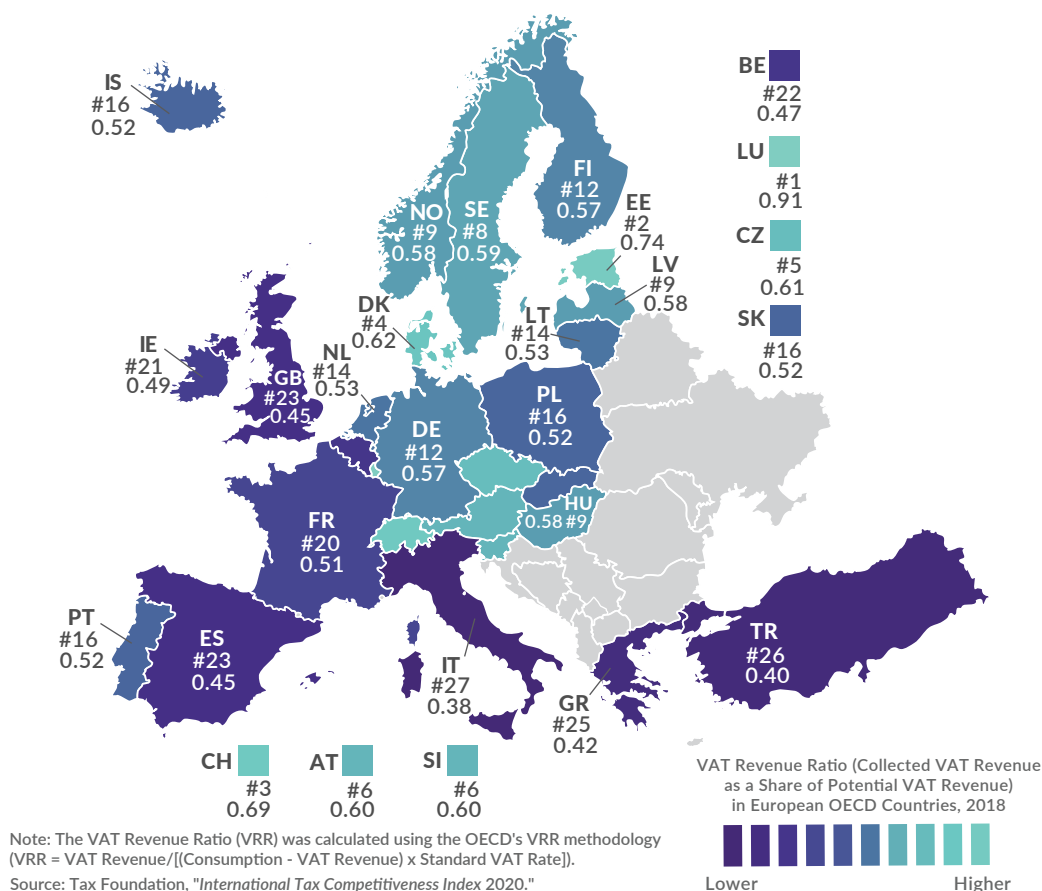 IS
#16
0.52
BE
#22
0.47
LU
#1
0.91
CZ
#5
0.61
SK
#16
0.52
FI
#12
0.57
NO
#9
0.58
SE
#8
0.59
EE
#2
0.74
LV
#9
0.58
DK
#4
0.62
LT
#14
0.53
IE
#21
0.49
NL
#14
0.53
GB
#23
0.45
PL
#16
0.52
DE
#12
0.57
HU
0.58 #9
FR
#20
0.51
PT
#16
0.52
ES
#23
0.45
IT
#27
0.38
GR
#25
0.42
TR
#26
0.40
CH
#3
0.69
AT
#6
0.60
SI
#6
0.60
VAT Revenue Ratio (Collected VAT Revenue
as a Share of Potential VAT Revenue)
in European OECD Countries, 2018
Lower
Higher
Note: The VAT Revenue Ratio (VRR) was calculated using the OECD's VRR methodology
(VRR = VAT Revenue/[(Consumption - VAT Revenue) x Standard VAT Rate]).
Source: Tax Foundation, "International Tax Competitiveness Index 2020."